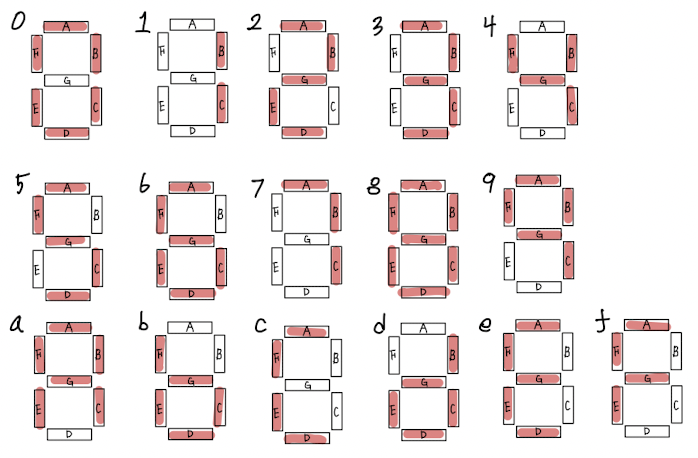 0 1 2 3 4
A A A A A
F B F B F B F B F B
G G G G G
E C E C E C E C E C
D D D D D
5 6 7 8 9
A A A A A
F B F B F B F B F B
G G G G G
E C E C E C E C E C
D D D D D
a b c d e f
A A A A A A
F B F B F B F B F B F B
G G G G G G
E C E C E C E C E C E C
D D D D D D